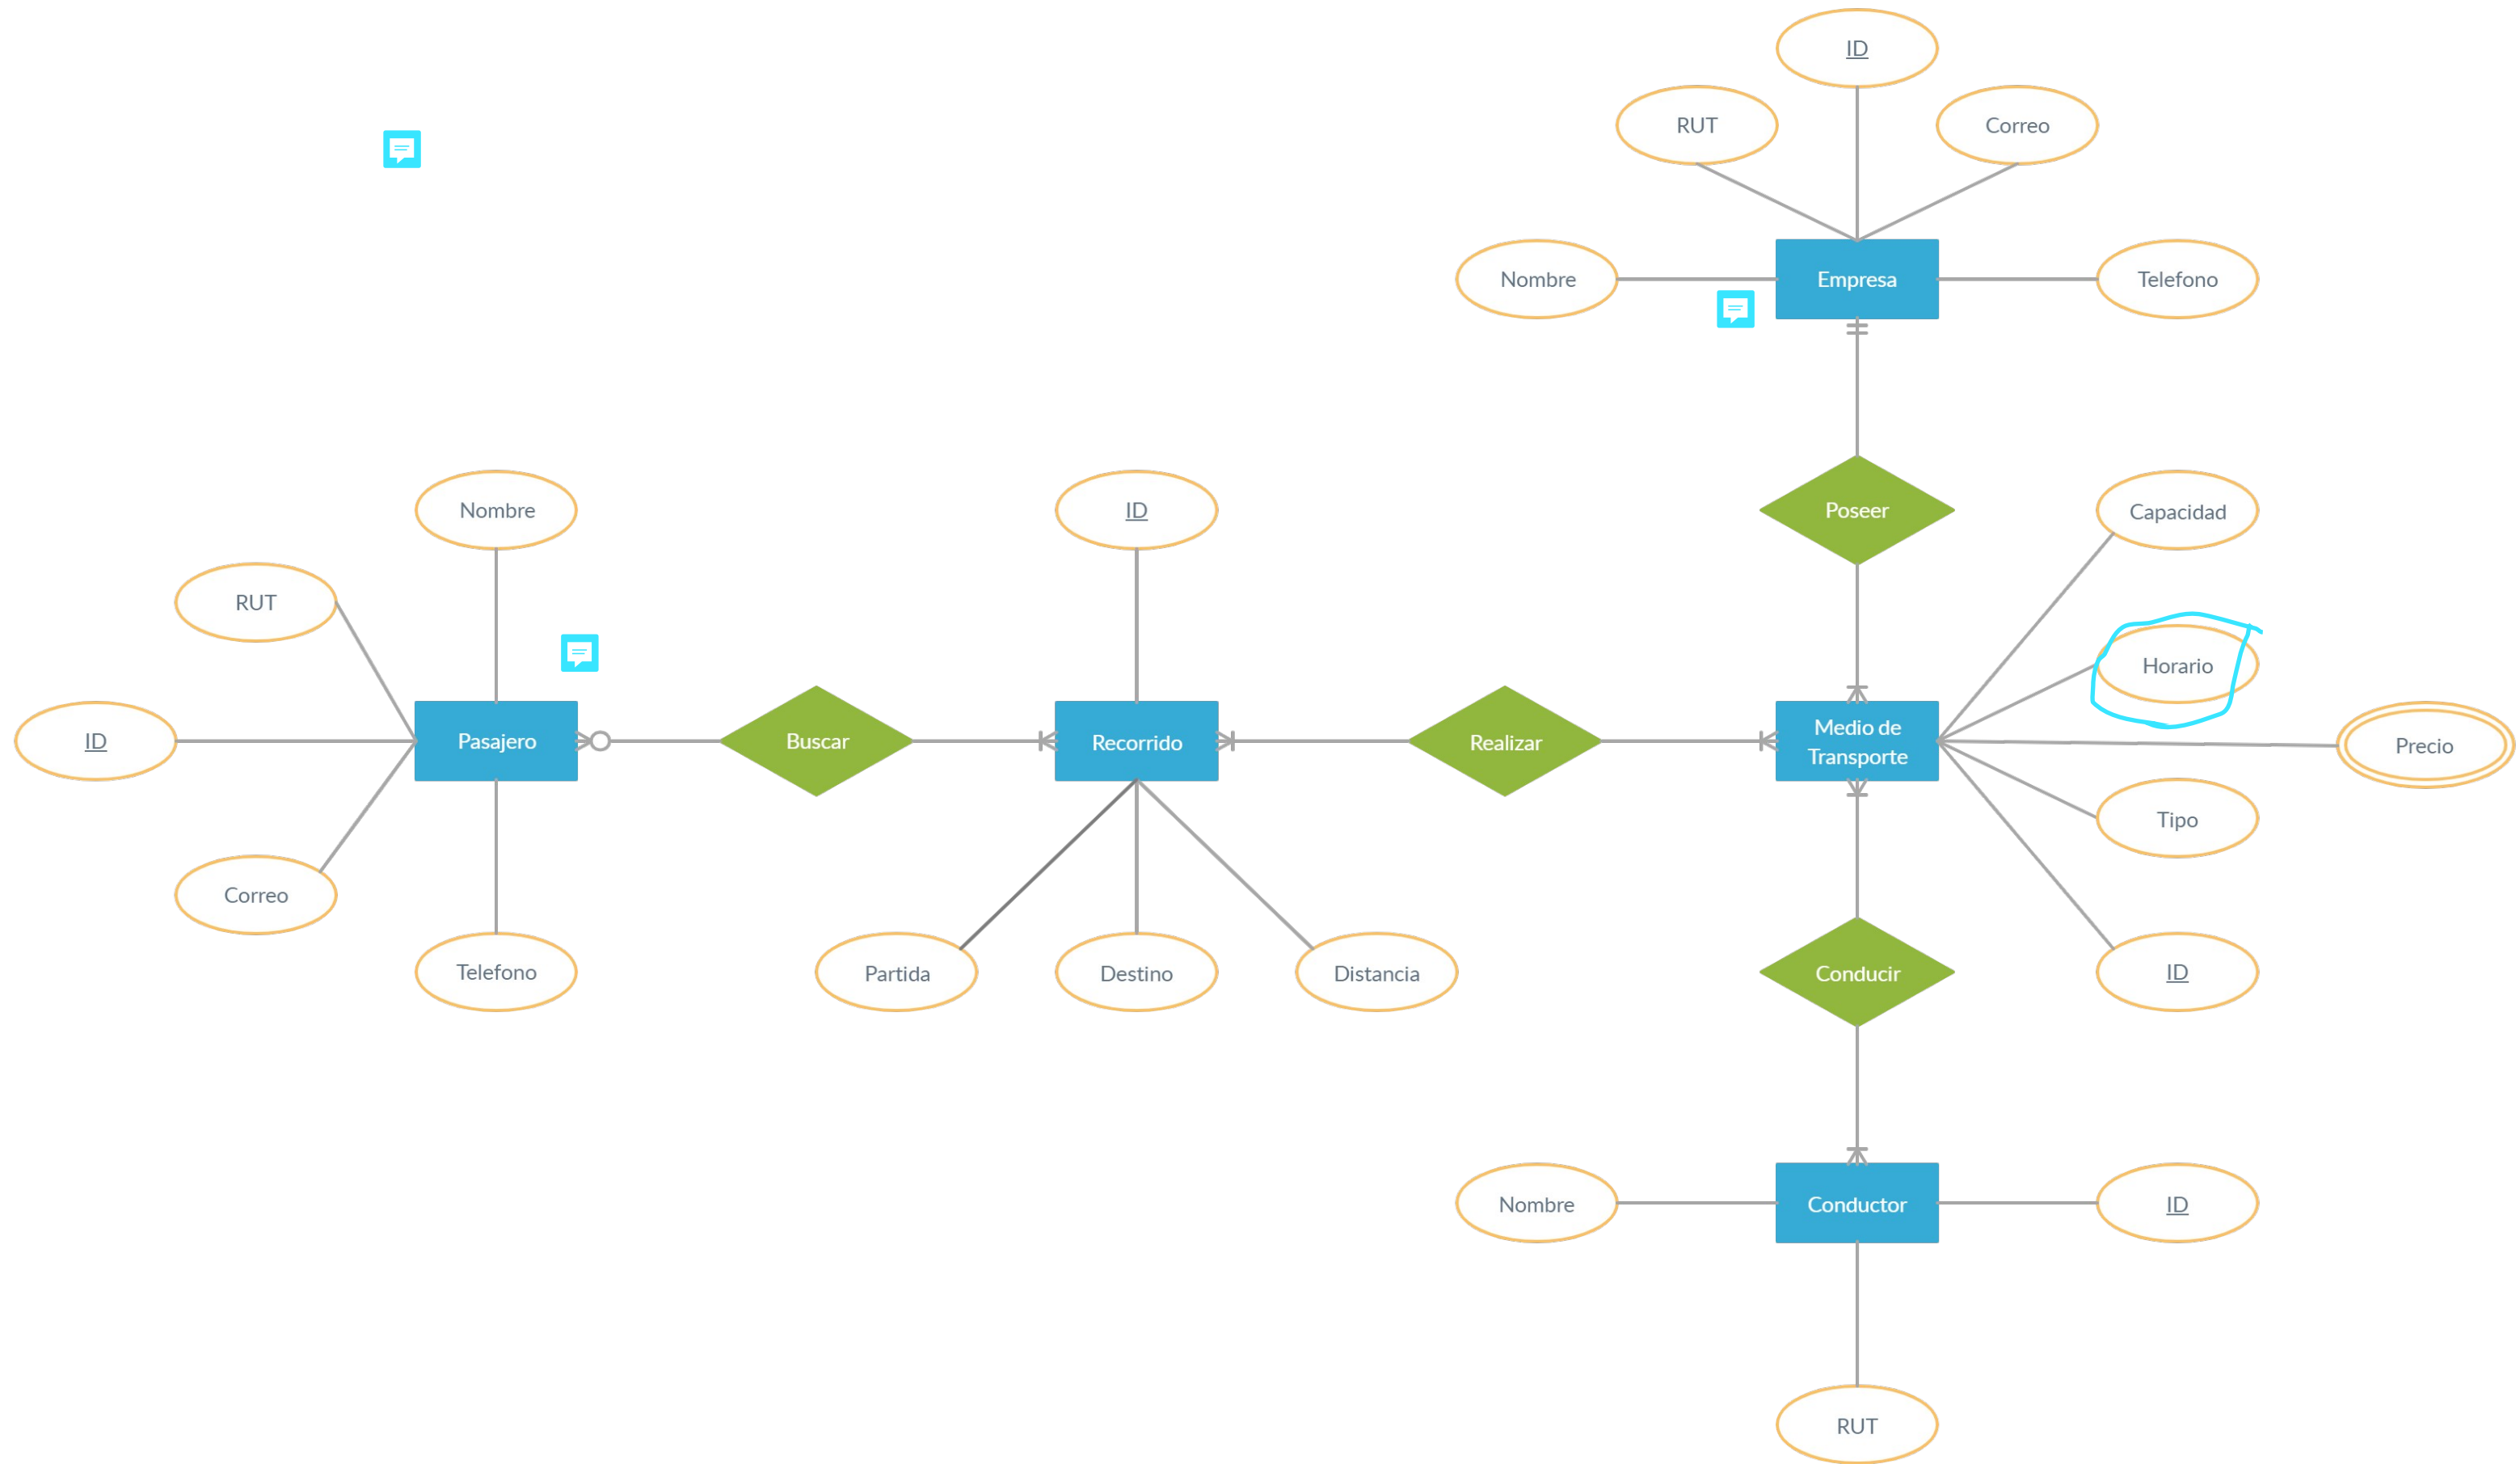 ID
RUT
Correo
Nombre
Empresa
Telefono
Nombre
ID
Poseer
Capacidad
RUT
Horario
ID
Pasajero
Buscar
Recorrido
Realizar
Medio de
Transporte
Precio
Tipo
Correo
Telefono
Partida
Destino
Distancia
Conducir
ID
Nombre
Conductor
ID
RUT